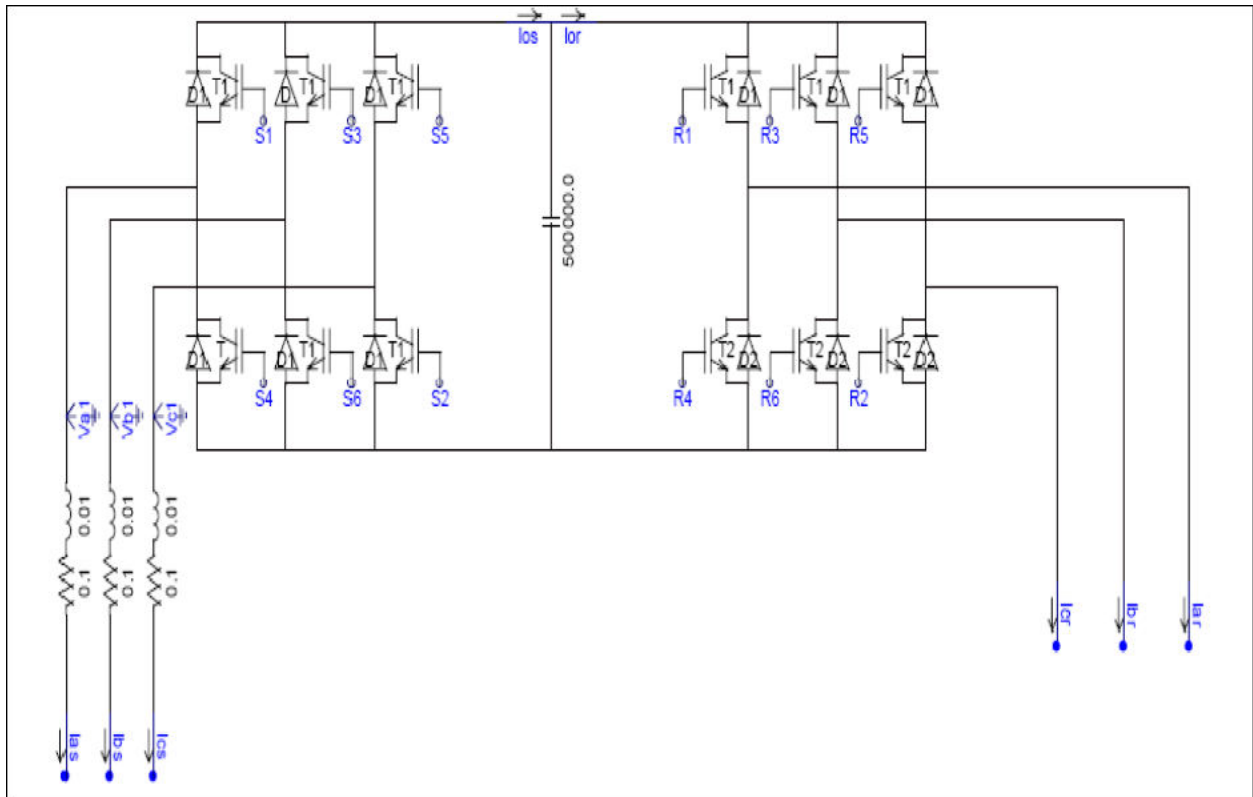 Ios Ior
D1 T1 D T1 D1 T1 T1 D1 T1 D1 T1 D1
S1 S3 S5 R1 R3 R5
500000.0
D1 T D1 T1 D1 T1 T2 D2 T2 D2 T2 D2
S4 S6 S2 R4 R6 R2
Va1 Vb1 Vc1
0.01 0.01 0.01
0.1 0.1 0.1
Icr Ibr Iar
Ias Ibs Ics